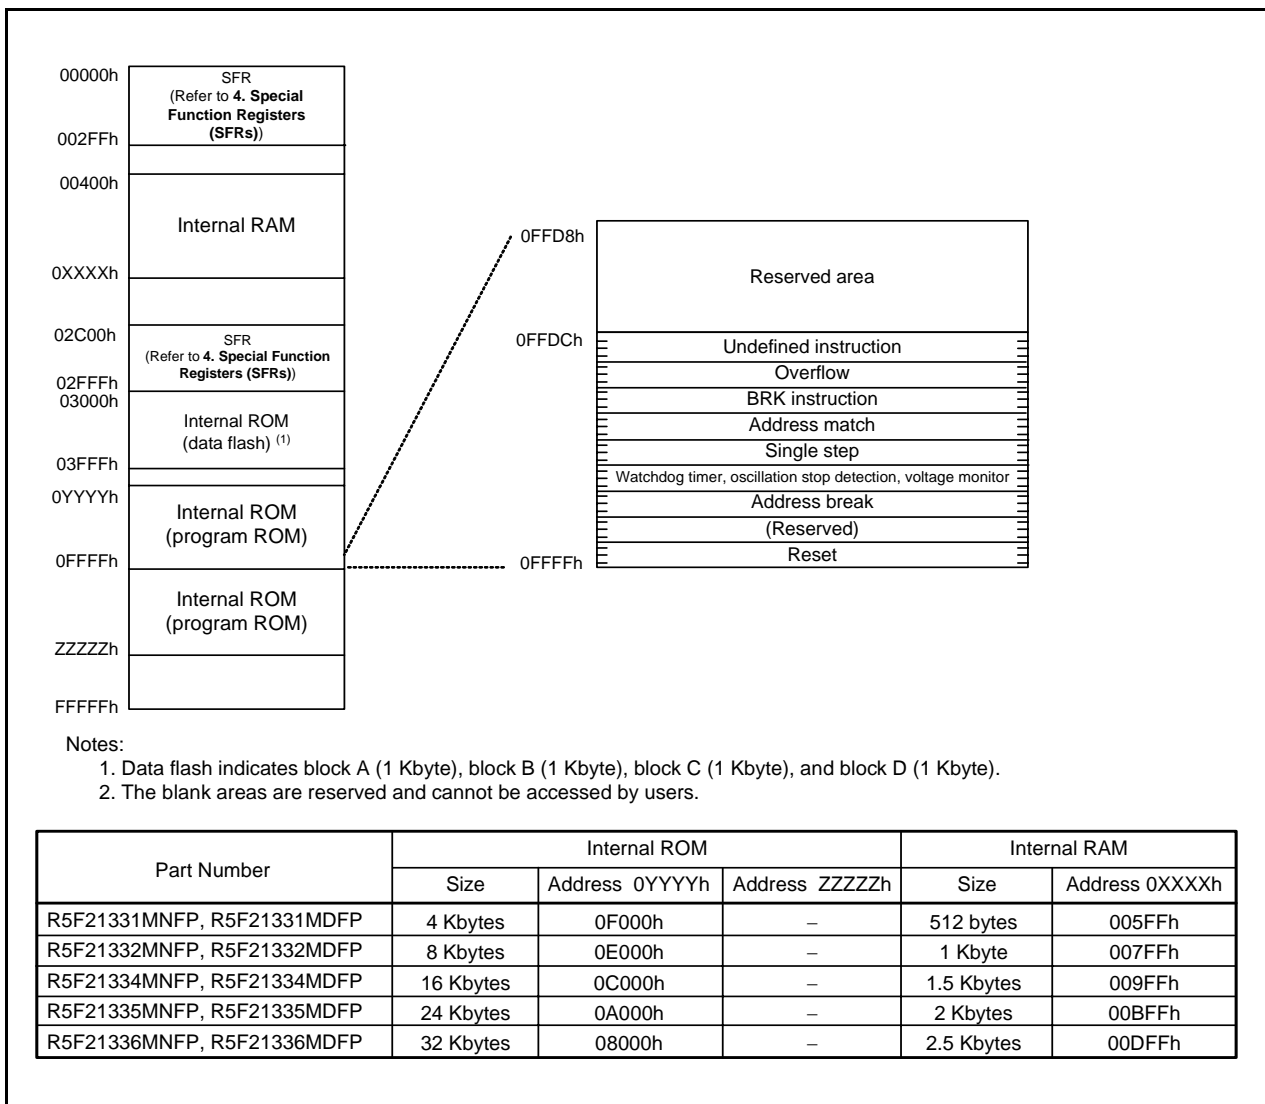 00000h
SFR
(Refer to 4. Special
Function Registers
(SFRs))
002FFh
00400h
Internal RAM
0XXXXh
02C00h
SFR
(Refer to 4. Special Function
Registers (SFRs))
02FFFh
03000h
Internal ROM
(data flash) (1)
03FFFh
0YYYYh
Internal ROM
(program ROM)
0FFFFh
Internal ROM
(program ROM)
ZZZZZh
FFFFFh
0FFD8h
Reserved area
0FFDCh
Undefined instruction
Overflow
BRK instruction
Address match
Single step
Watchdog timer, oscillation stop detection, voltage monitor
Address break
(Reserved)
Reset
0FFFFh
Notes:
1. Data flash indicates block A (1 Kbyte), block B (1 Kbyte), block C (1 Kbyte), and block D (1 Kbyte).
2. The blank areas are reserved and cannot be accessed by users.
Part Number Internal ROM Internal RAM
Size Address 0YYYYh Address ZZZZZh Size Address 0XXXXh
R5F21331MNFP, R5F21331MDFP 4 Kbytes 0F000h – 512 bytes 005FFh
R5F21332MNFP, R5F21332MDFP 8 Kbytes 0E000h – 1 Kbyte 007FFh
R5F21334MNFP, R5F21334MDFP 16 Kbytes 0C000h – 1.5 Kbytes 009FFh
R5F21335MNFP, R5F21335MDFP 24 Kbytes 0A000h – 2 Kbytes 00BFFh
R5F21336MNFP, R5F21336MDFP 32 Kbytes 08000h – 2.5 Kbytes 00DFFh